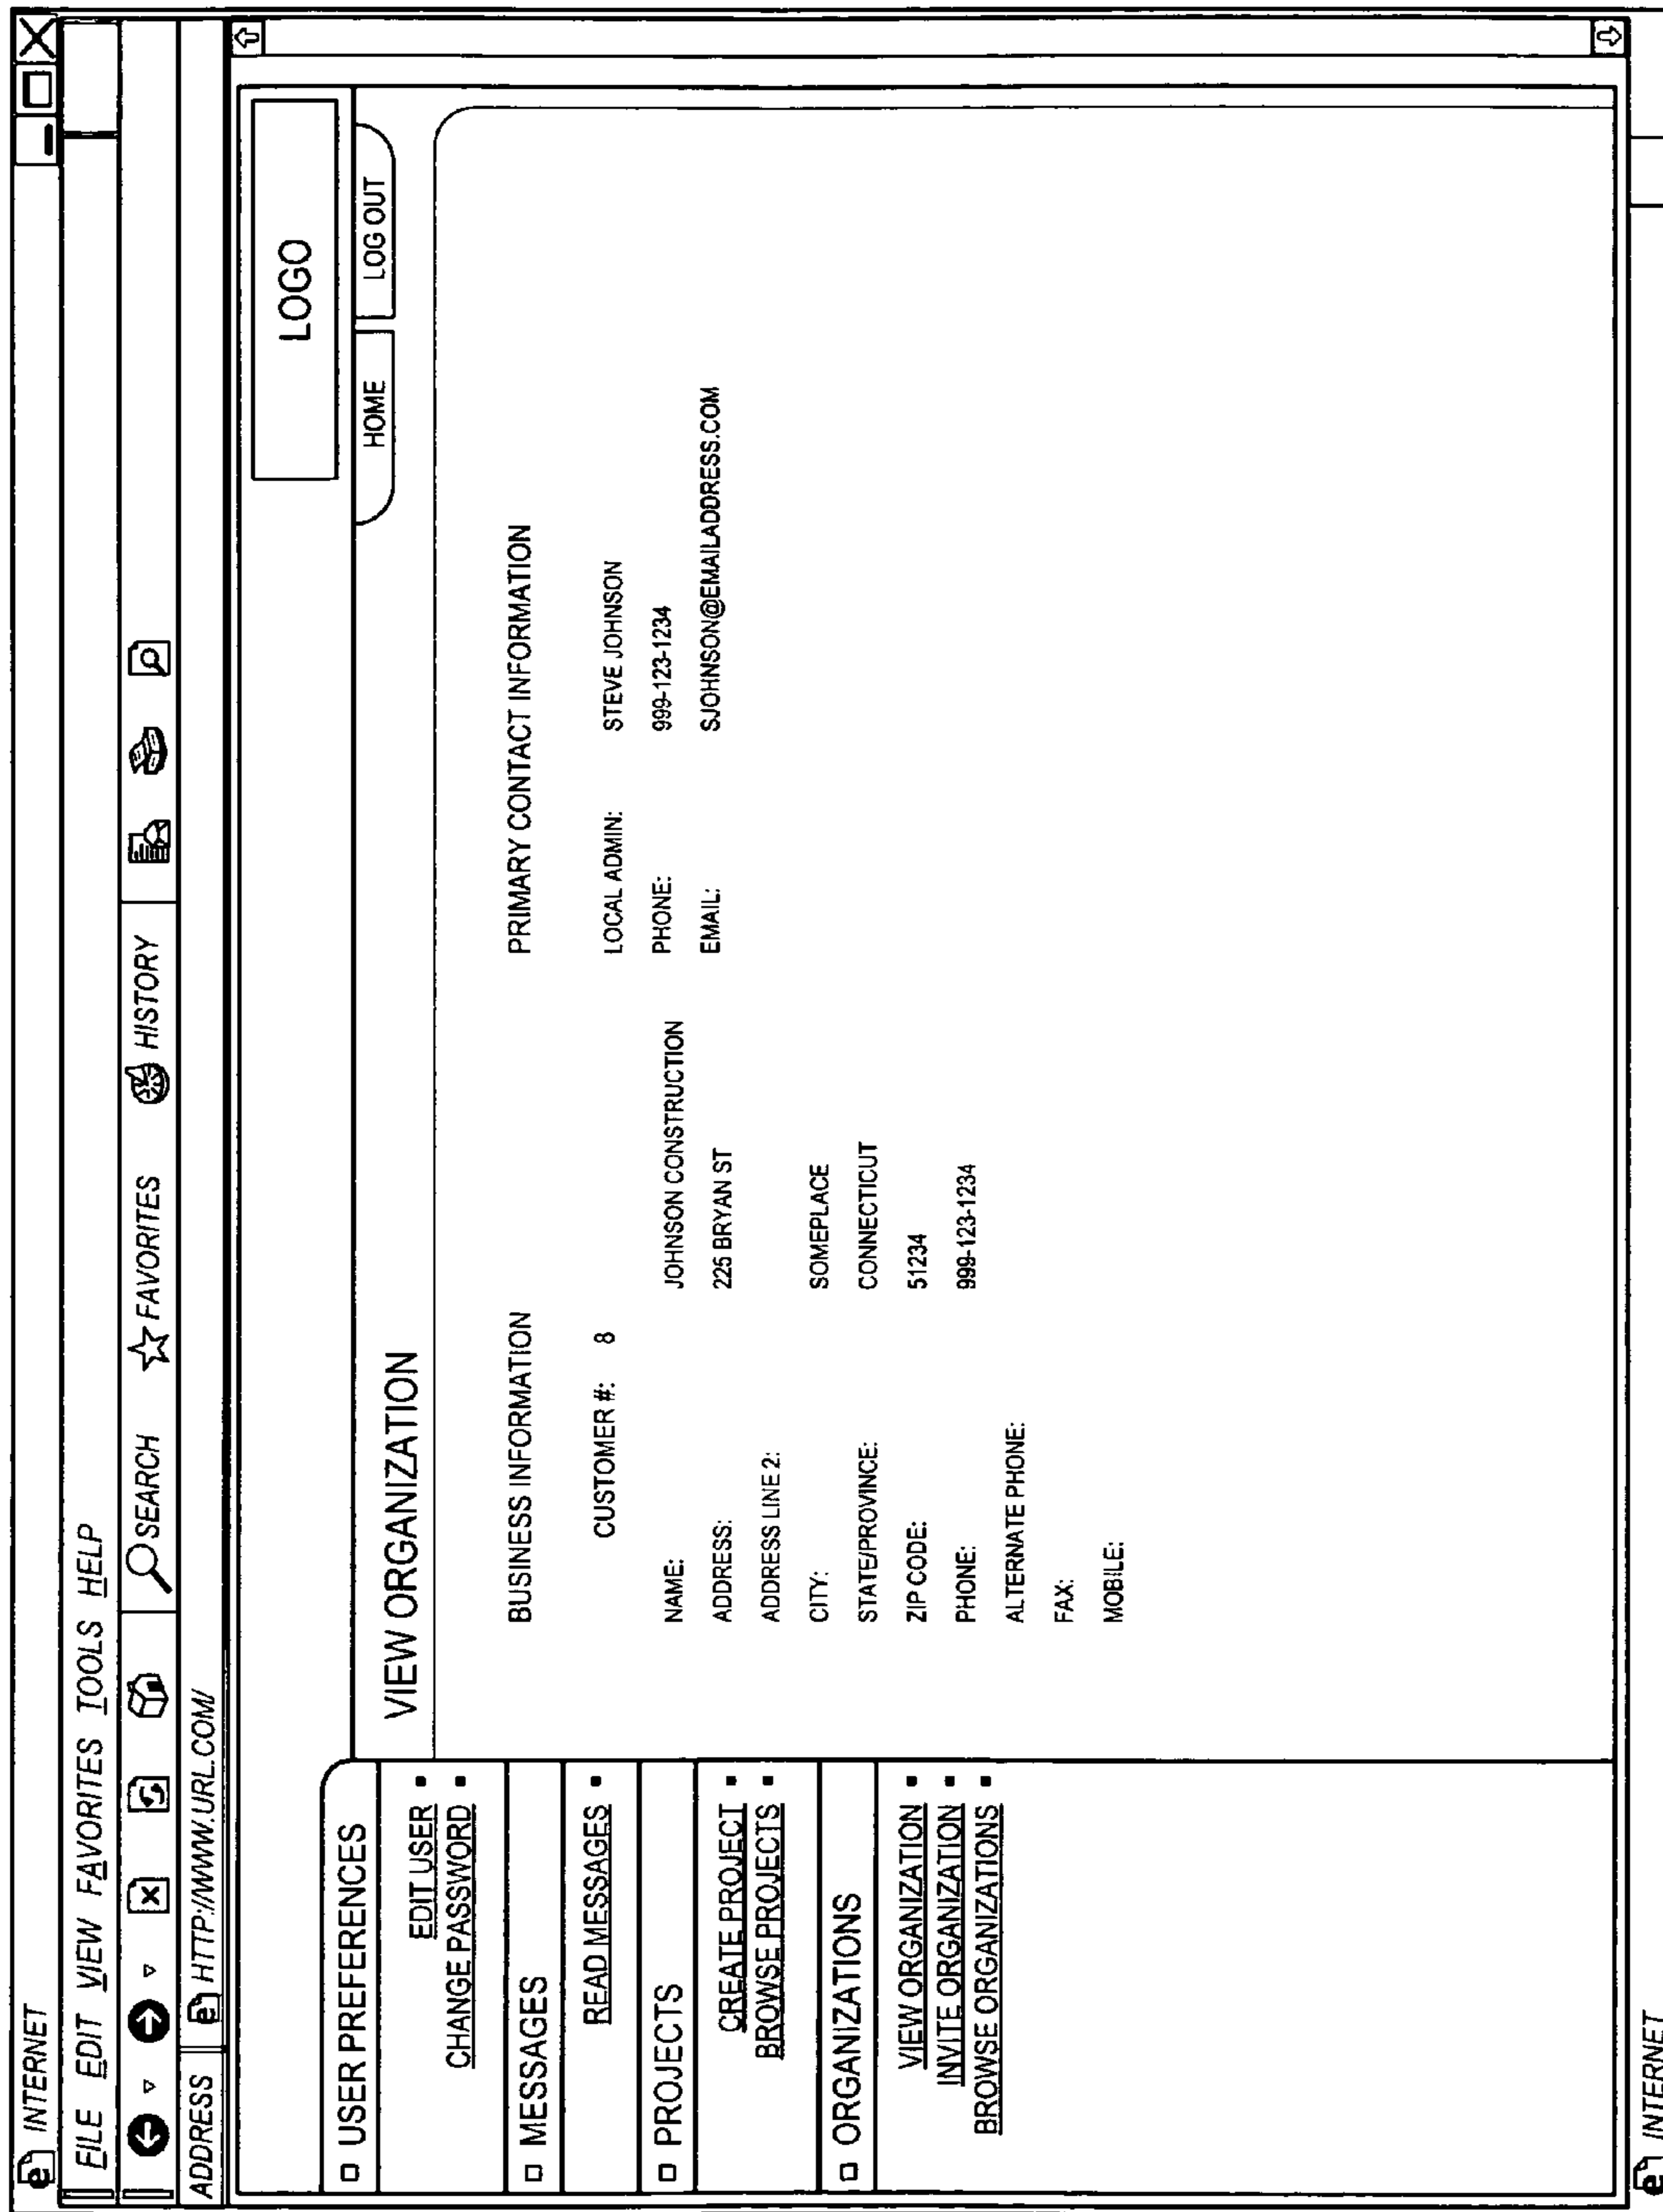 INTERNET
FILE EDIT VIEW FAVORITES TOOLS HELP
SEARCH FAVORITES HISTORY
ADDRESS HTTP://WWW.URL.COM/
LOGO
HOME LOG OUT
USER PREFERENCES
EDIT USER
CHANGE PASSWORD
MESSAGES
READ MESSAGES
PROJECTS
CREATE PROJECT
BROWSE PROJECTS
ORGANIZATIONS
VIEW ORGANIZATION
INVITE ORGANIZATION
BROWSE ORGANIZATIONS
VIEW ORGANIZATION
BUSINESS INFORMATION
CUSTOMER #: 8
NAME: JOHNSON CONSTRUCTION
ADDRESS: 225 BRYAN ST
ADDRESS LINE 2:
CITY: SOMEPLACE
STATE/PROVINCE: CONNECTICUT
ZIP CODE: 51234
PHONE: 999-123-1234
ALTERNATE PHONE:
FAX:
MOBILE:
PRIMARY CONTACT INFORMATION
LOCAL ADMIN: STEVE JOHNSON
PHONE: 999-123-1234
EMAIL: SJOHNSON@EMAILADDRESS.COM
INTERNET